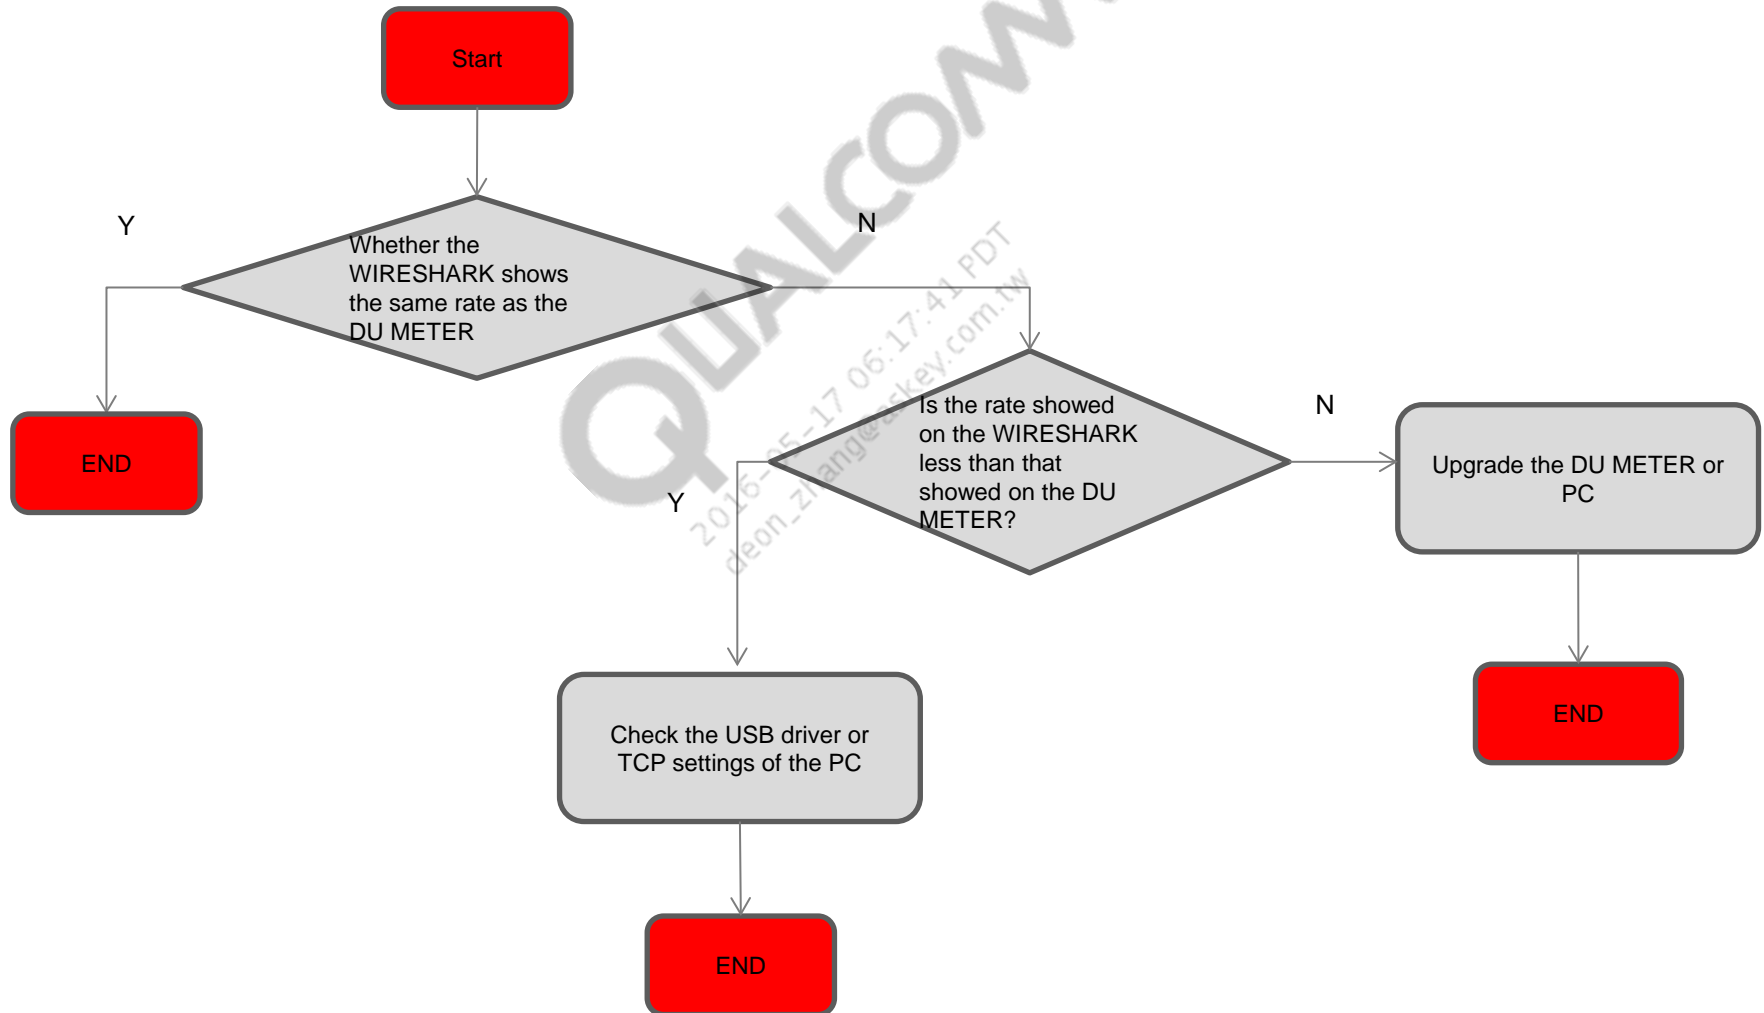 Start
Y
N
Whether the
WIRESHARK shows
the same rate as the
DU METER
END
Is the rate showed
on the WIRESHARK
less than that
showed on the DU
METER?
N
Y
Upgrade the DU METER or
PC
Check the USB driver or
TCP settings of the PC
END
END
QUALCOMM
2016-05-17 06:17:41 PDT
deon_zhang@askey.com.tw